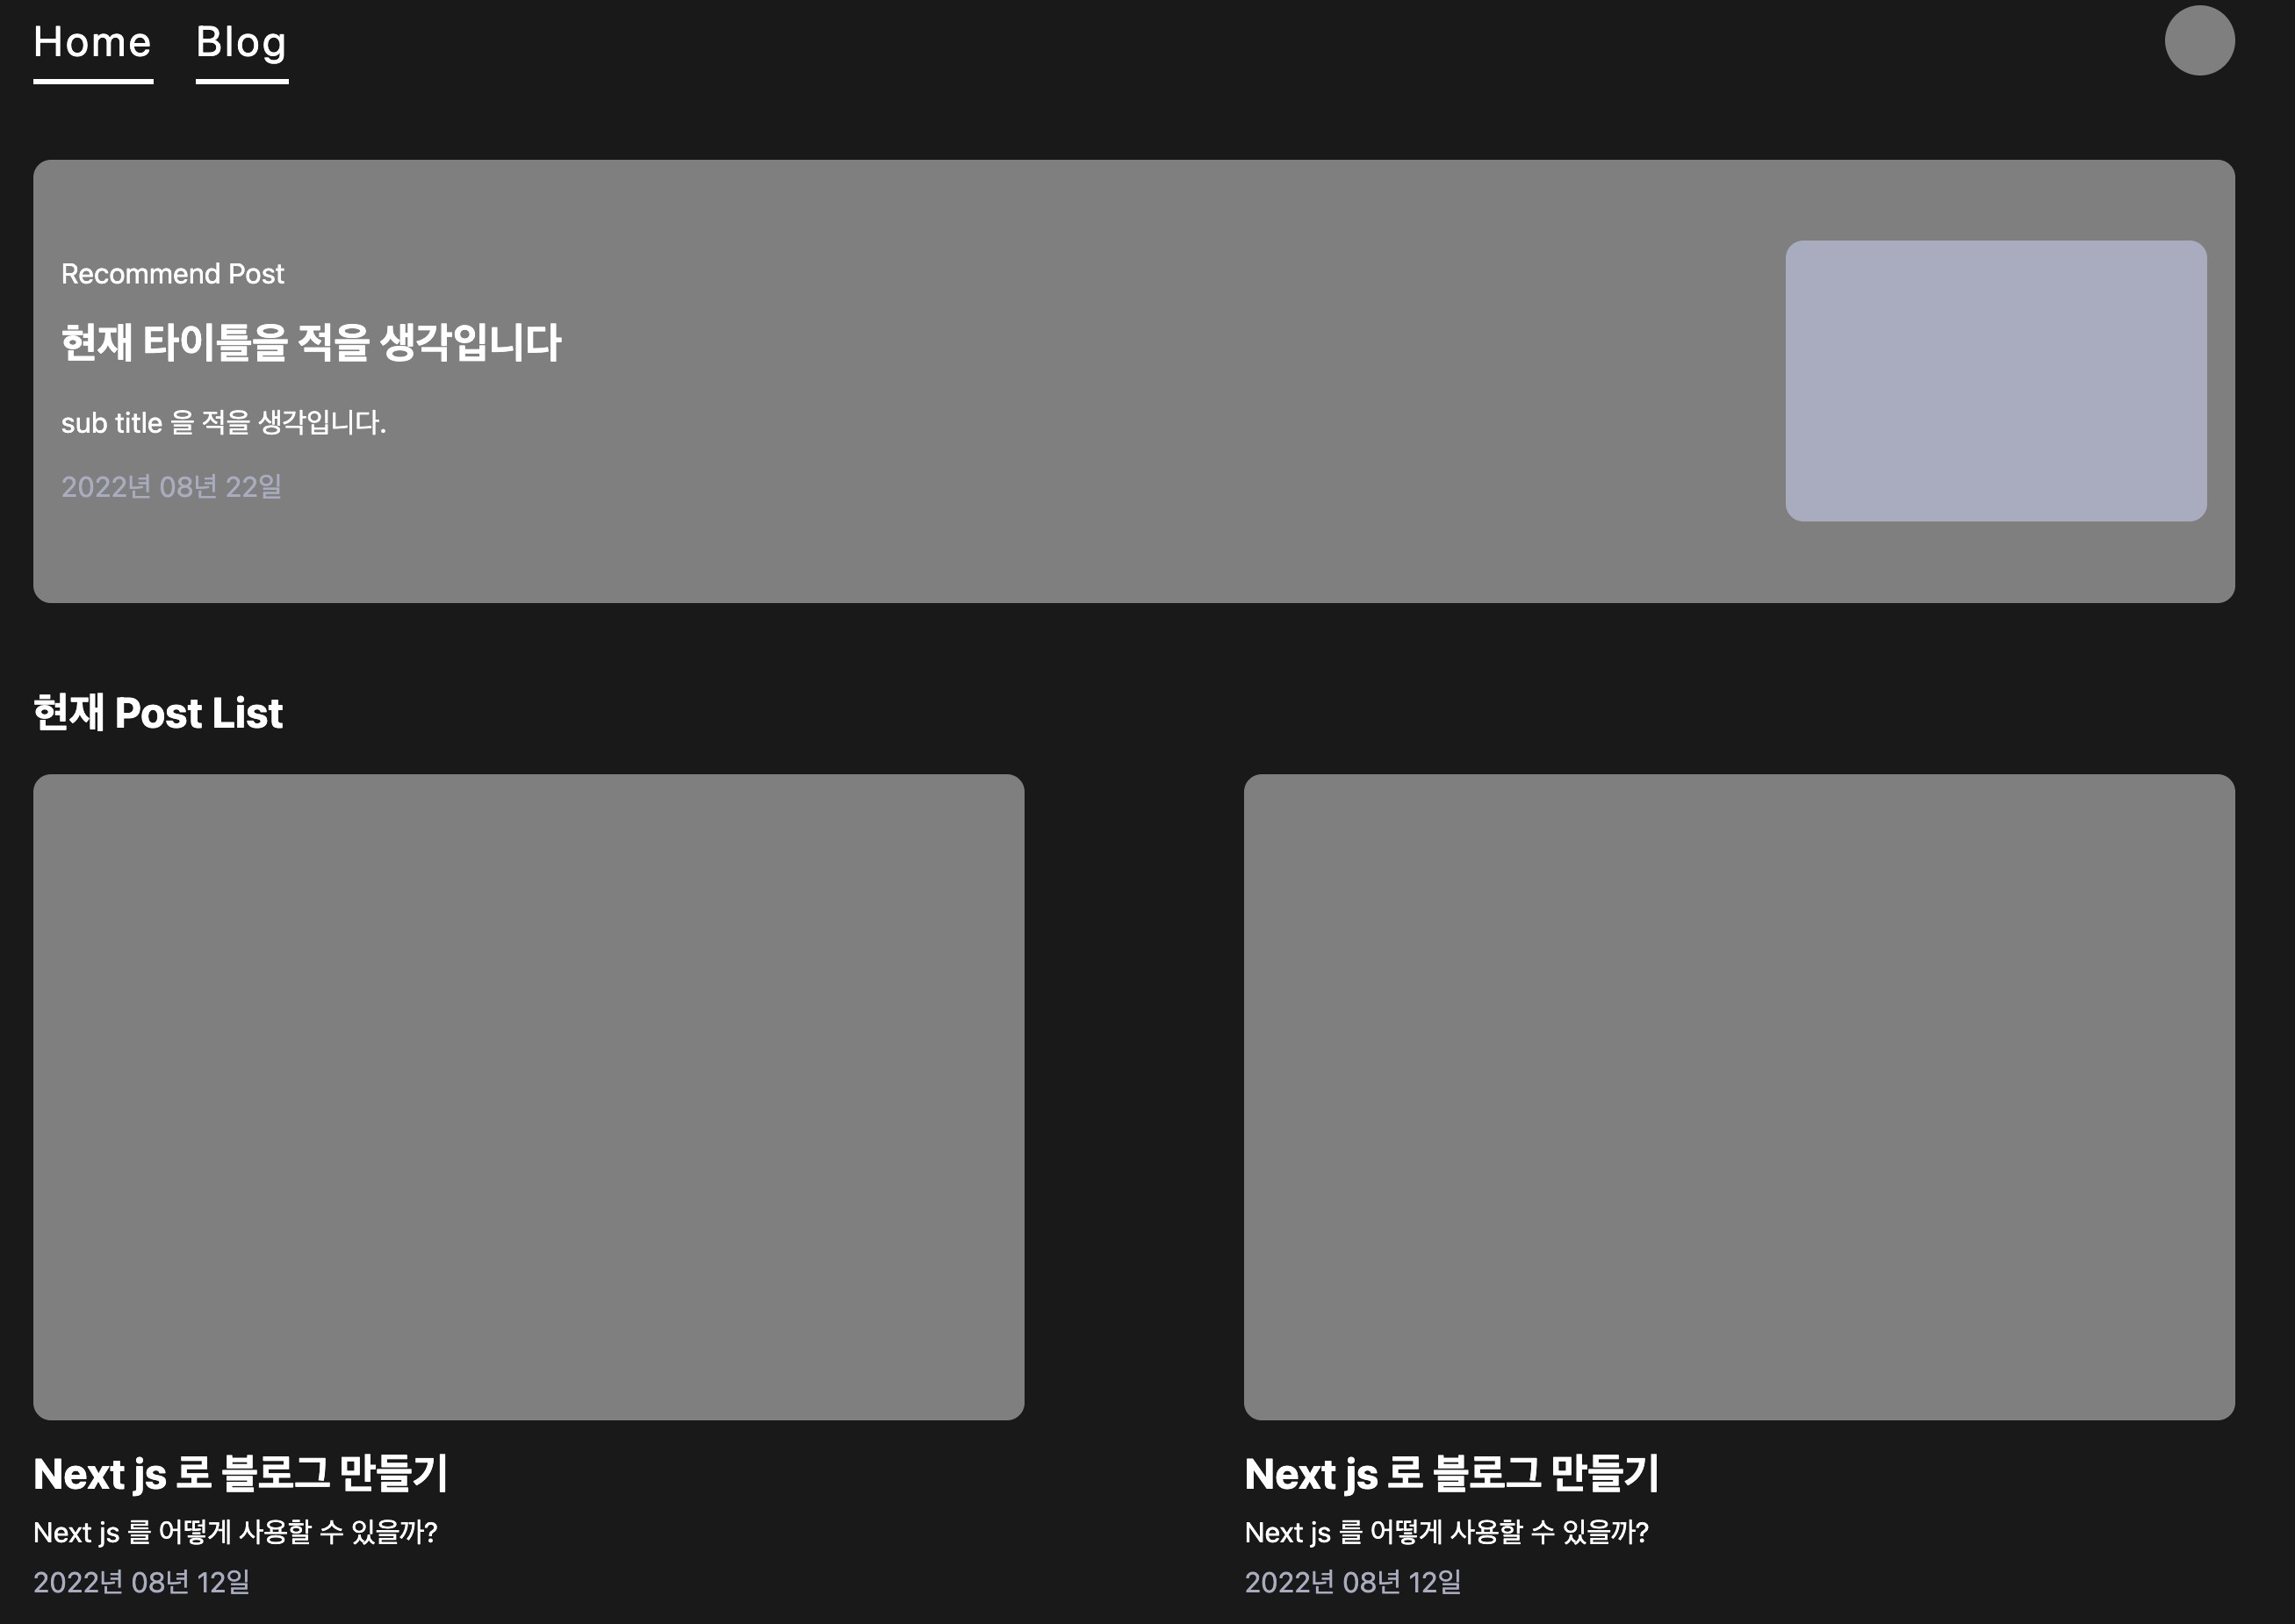 Home Blog
Recommend Post
현재 타이틀을 적을 생각입니다
sub title 을 적을 생각입니다.
2022년 08년 22일
현재 Post List
Next js 로 블로그 만들기
Next js 를 어떻게 사용할 수 있을까?
2022년 08년 12일
Next js 로 블로그 만들기
Next js 를 어떻게 사용할 수 있을까?
2022년 08년 12일